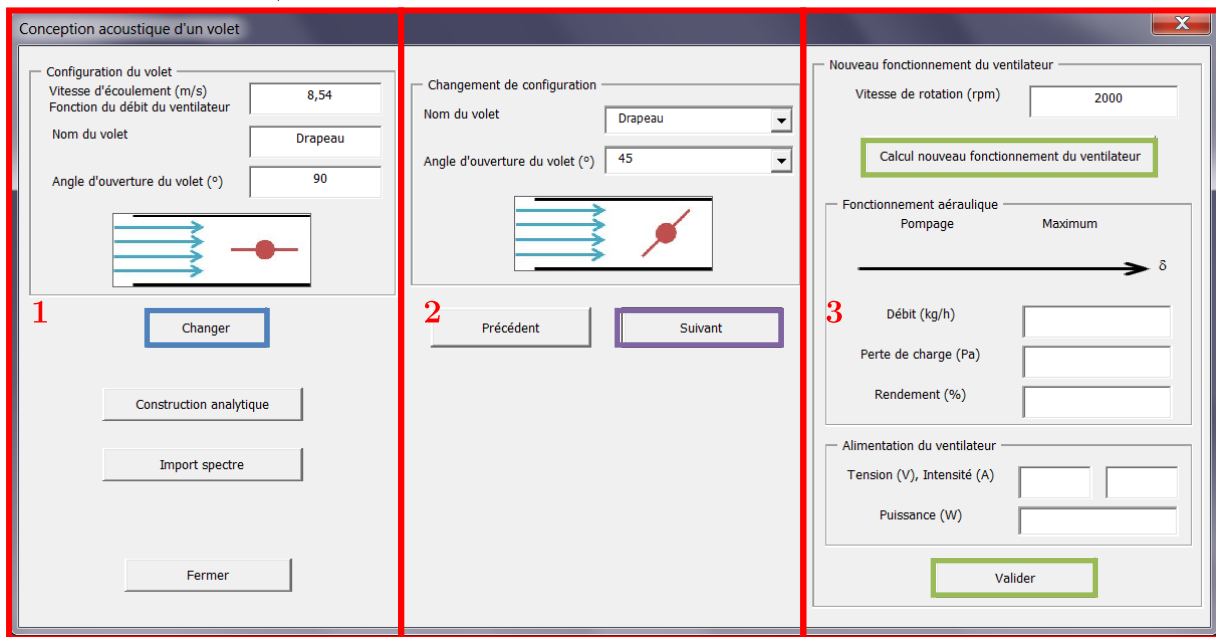 Conception acoustique d'un volet
X
Configuration du volet
Vitesse d'écoulement (m/s)
Fonction du débit du ventilateur
8,54
Nom du volet
Drapeau
Angle d'ouverture du volet (°)
90
1
Changer
Construction analytique
Import spectre
Fermer
Changement de configuration
Nom du volet
Drapeau
Angle d'ouverture du volet (°)
45
2
Précédent
Suivant
Nouveau fonctionnement du ventilateur
Vitesse de rotation (rpm)
2000
Calcul nouveau fonctionnement du ventilateur
Fonctionnement aéraulique
Pompage Maximum
δ
3
Débit (kg/h)
Perte de charge (Pa)
Rendement (%)
Alimentation du ventilateur
Tension (V), Intensité (A)
Puissance (W)
Valider